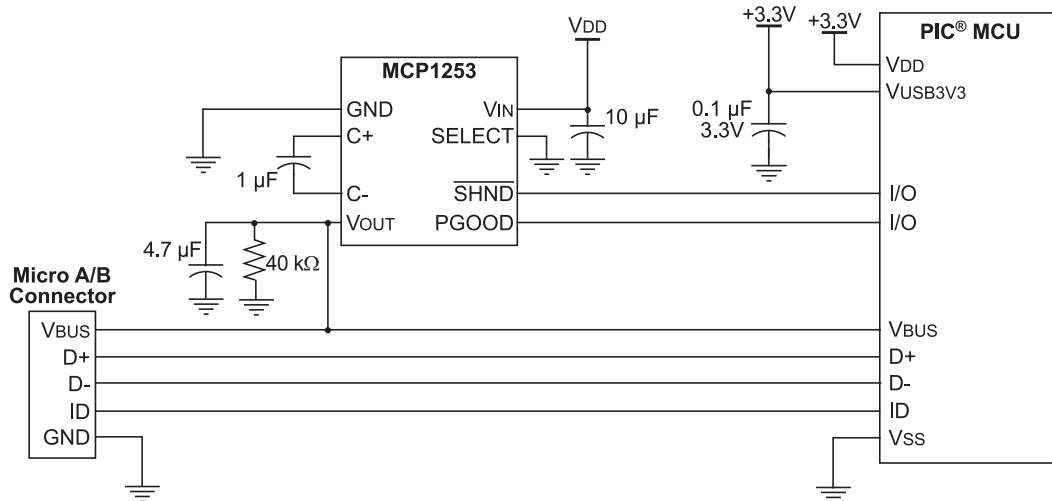 +3.3V
+3.3V
PIC® MCU
VDD
MCP1253
VDD
VUSB3V3
GND
VIN
10 µF
0.1 µF
3.3V
C+
SELECT
1 µF
C-
SHND
I/O
VOUT
PGOOD
I/O
4.7 µF
40 kΩ
Micro A/B
Connector
VBUS
VBUS
D+
D+
D-
D-
ID
ID
GND
VSS